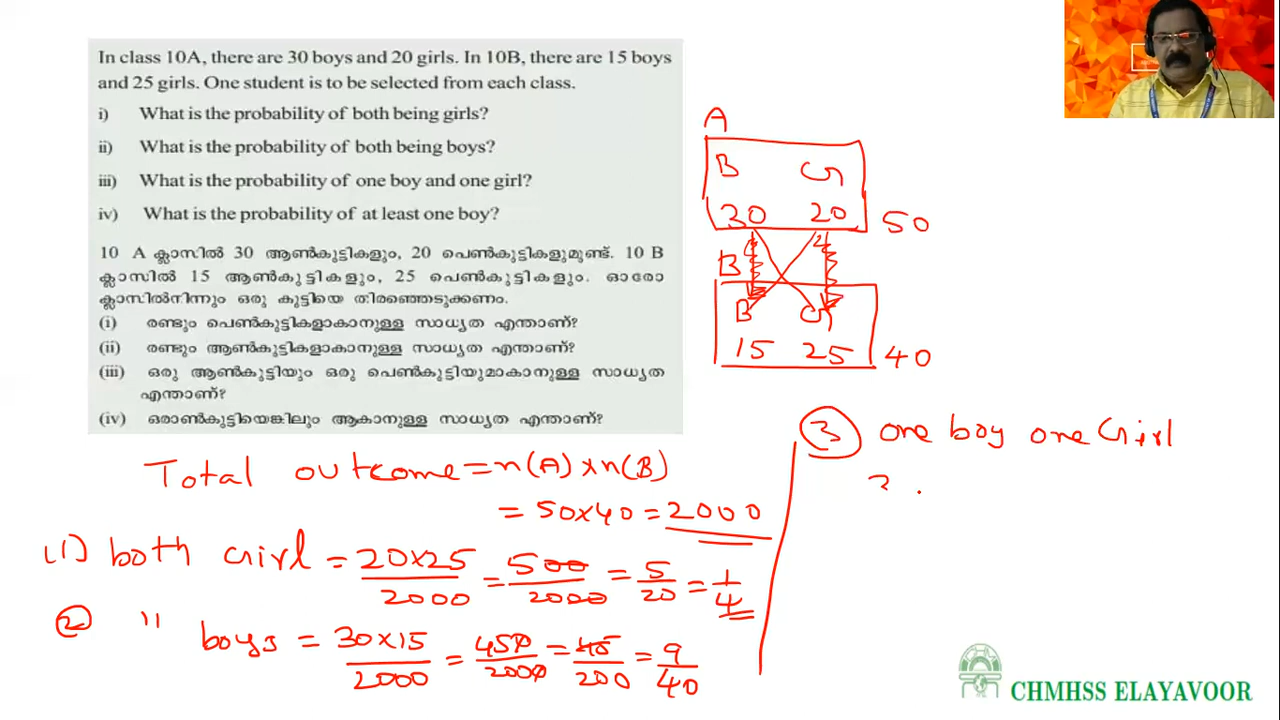 In class 10A, there are 30 boys and 20 girls. In 10B, there are 15 boys
and 25 girls. One student is to be selected from each class.
i) What is the probability of both being girls?
ii) What is the probability of both being boys?
iii) What is the probability of one boy and one girl?
iv) What is the probability of at least one boy?
10 A ക്ലാസിൽ 30 ആൺകുട്ടികളും, 20 പെൺകുട്ടികളുമുണ്ട്. 10 B
ക്ലാസിൽ 15 ആൺകുട്ടികളും, 25 പെൺകുട്ടികളും. ഓരോ
ക്ലാസിൽനിന്നും ഒരു കുട്ടിയെ തിരഞ്ഞെടുക്കണം.
(i) രണ്ടും പെൺകുട്ടികളാകാനുള്ള സാധ്യത എന്താണ്?
(ii) രണ്ടും ആൺകുട്ടികളാകാനുള്ള സാധ്യത എന്താണ്?
(iii) ഒരു ആൺകുട്ടിയും ഒരു പെൺകുട്ടിയുമാകാനുള്ള സാധ്യത
എന്താണ്?
(iv) ഒരാൺകുട്ടിയെങ്കിലും ആകാനുള്ള സാധ്യത എന്താണ്?
A
B G
30 20 50
B
B G
15 25 40
Total outcome = n(A) x n(B)
= 50x40 = 2000
(1) both Girl = 20x25/2000 = 500/2000 = 5/20 = 1/4
(2) " boys = 30x15/2000 = 450/2000 = 45/200 = 9/40
(3) one boy one Girl
CHMHSS ELAYAVOOR